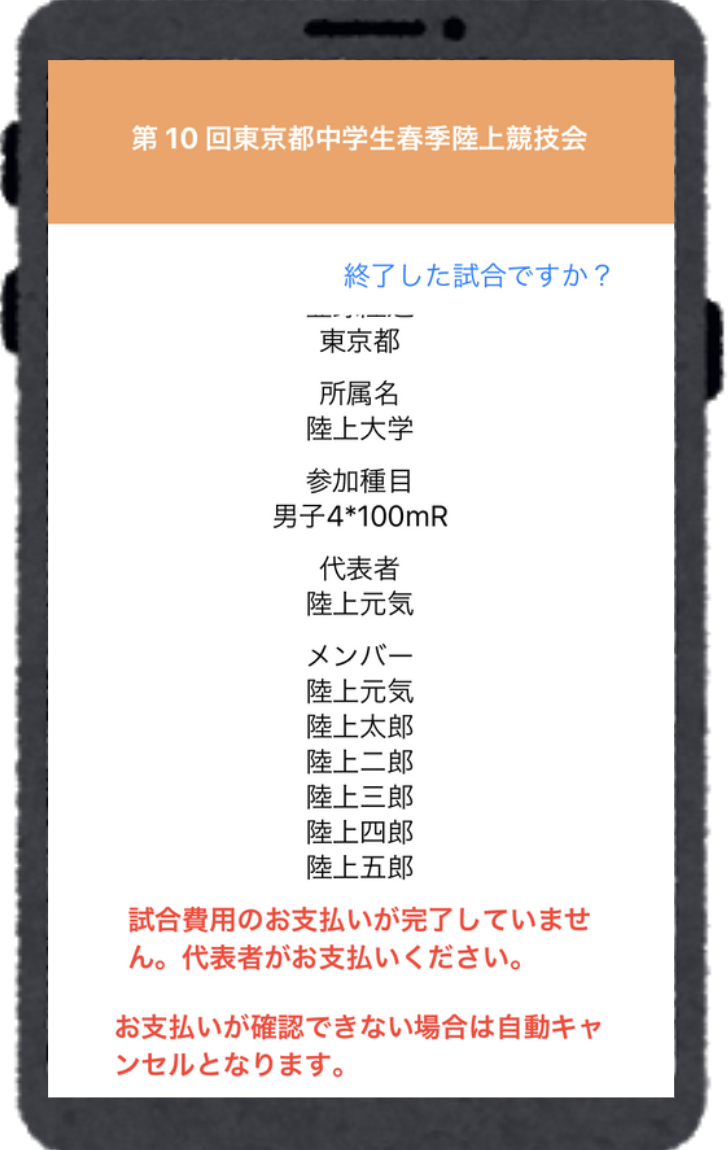 第 10 回東京都中学生春季陸上競技会
終了した試合ですか？
東京都
所属名
陸上大学
参加種目
男子4*100mR
代表者
陸上元気
メンバー
陸上元気
陸上太郎
陸上二郎
陸上三郎
陸上四郎
陸上五郎
試合費用のお支払いが完了していませ
ん。代表者がお支払いください。
お支払いが確認できない場合は自動キャ
ンセルとなります。